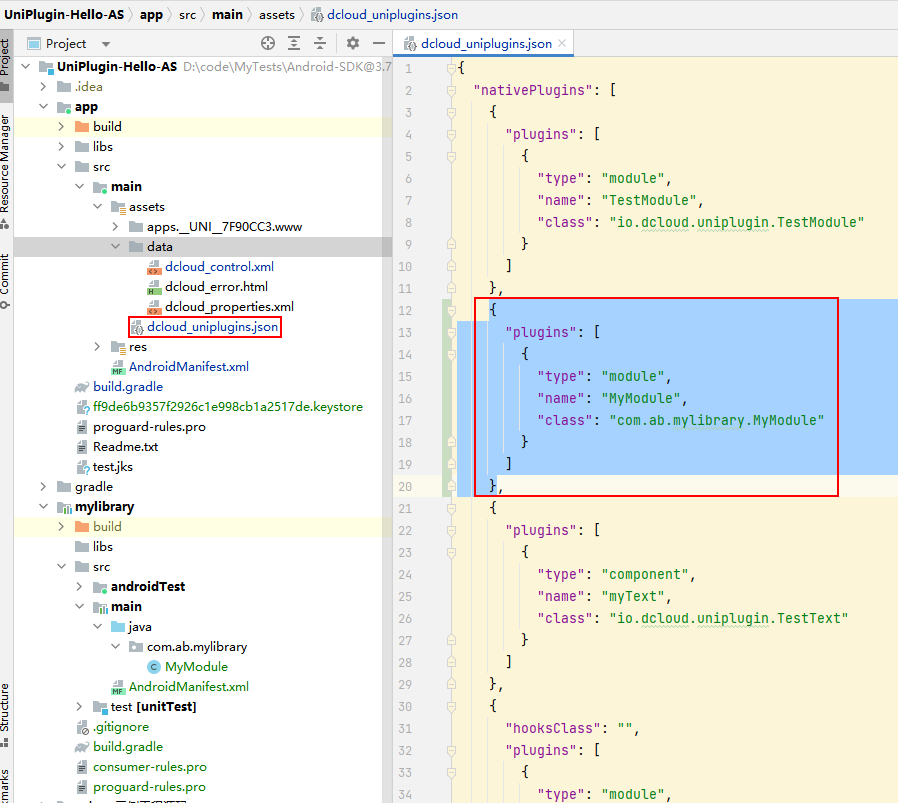 UniPlugin-Hello-AS app src main assets dcloud_uniplugins.json
Project
dcloud_uniplugins.json
Project
Resource Manager
Commit
Structure
UniPlugin-Hello-AS D:\code\MyTests\Android-SDK@3.7
.idea
app
build
libs
src
main
assets
apps.__UNI__7F90CC3.www
data
dcloud_control.xml
dcloud_error.html
dcloud_properties.xml
dcloud_uniplugins.json
res
AndroidManifest.xml
build.gradle
ff9de6b9357f2926c1e998cb1a2517de.keystore
proguard-rules.pro
Readme.txt
test.jks
gradle
mylibrary
build
libs
src
androidTest
main
java
com.ab.mylibrary
MyModule
AndroidManifest.xml
test [unitTest]
.gitignore
build.gradle
consumer-rules.pro
proguard-rules.pro
1 {
2 "nativePlugins": [
3 {
4 "plugins": [
5 {
6 "type": "module",
7 "name": "TestModule",
8 "class": "io.dcloud.uniplugin.TestModule"
9 }
10 ]
11 },
12 {
13 "plugins": [
14 {
15 "type": "module",
16 "name": "MyModule",
17 "class": "com.ab.mylibrary.MyModule"
18 }
19 ]
20 },
21 {
22 "plugins": [
23 {
24 "type": "component",
25 "name": "myText",
26 "class": "io.dcloud.uniplugin.TestText"
27 }
28 ]
29 },
30 {
31 "hooksClass": "",
32 "plugins": [
33 {
34 "type": "module",